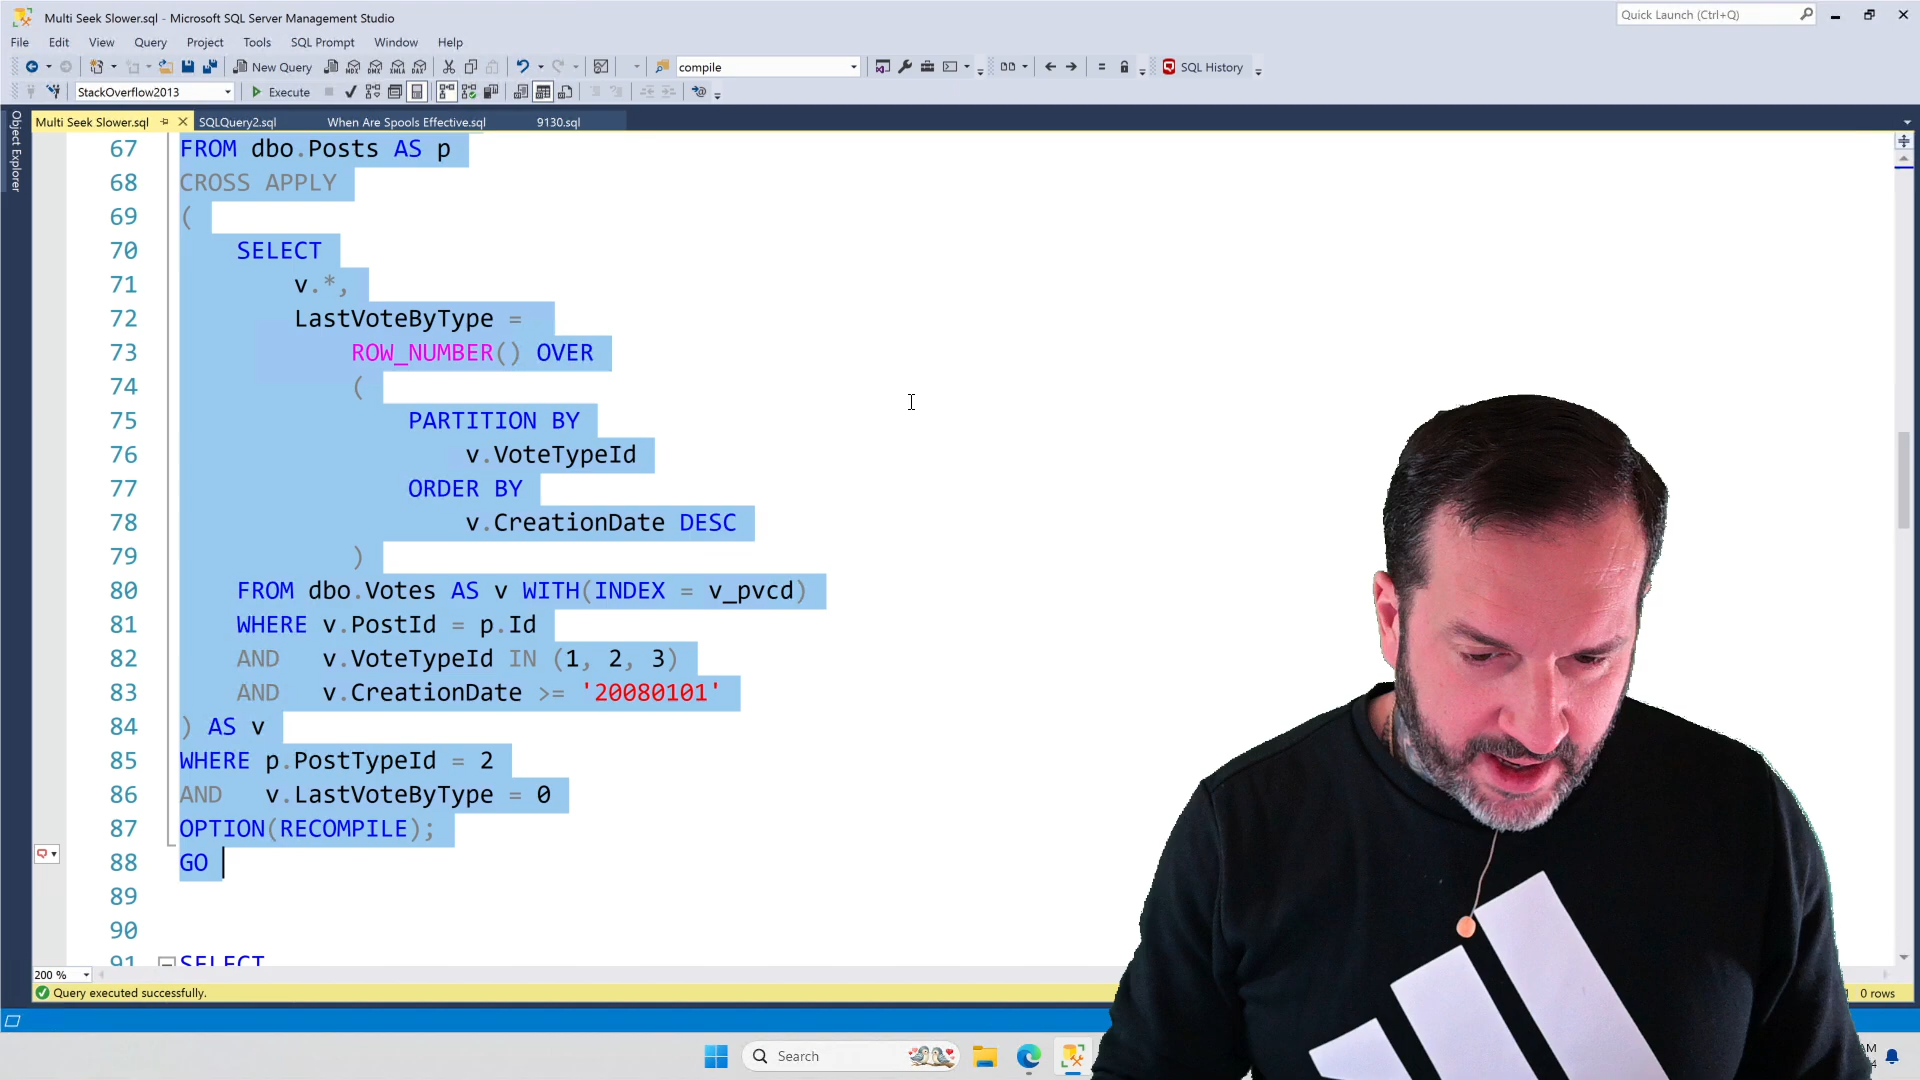 Multi Seek Slower.sql - Microsoft SQL Server Management Studio
Quick Launch (Ctrl+Q)
File Edit View Query Project Tools SQL Prompt Window Help
New Query
compile
SQL History
StackOverflow2013
Execute
Multi Seek Slower.sql
SQLQuery2.sql
When Are Spools Effective.sql
9130.sql
Object Explorer
67 FROM dbo.Posts AS p
68 CROSS APPLY
69 (
70 SELECT
71 v.*,
72 LastVoteByType =
73 ROW_NUMBER() OVER
74 (
75 PARTITION BY
76 v.VoteTypeId
77 ORDER BY
78 v.CreationDate DESC
79 )
80 FROM dbo.Votes AS v WITH(INDEX = v_pvcd)
81 WHERE v.PostId = p.Id
82 AND v.VoteTypeId IN (1, 2, 3)
83 AND v.CreationDate >= '20080101'
84 ) AS v
85 WHERE p.PostTypeId = 2
86 AND v.LastVoteByType = 0
87 OPTION(RECOMPILE);
88 GO
89
90
91 SELECT
200 %
Query executed successfully.
0 rows
Search